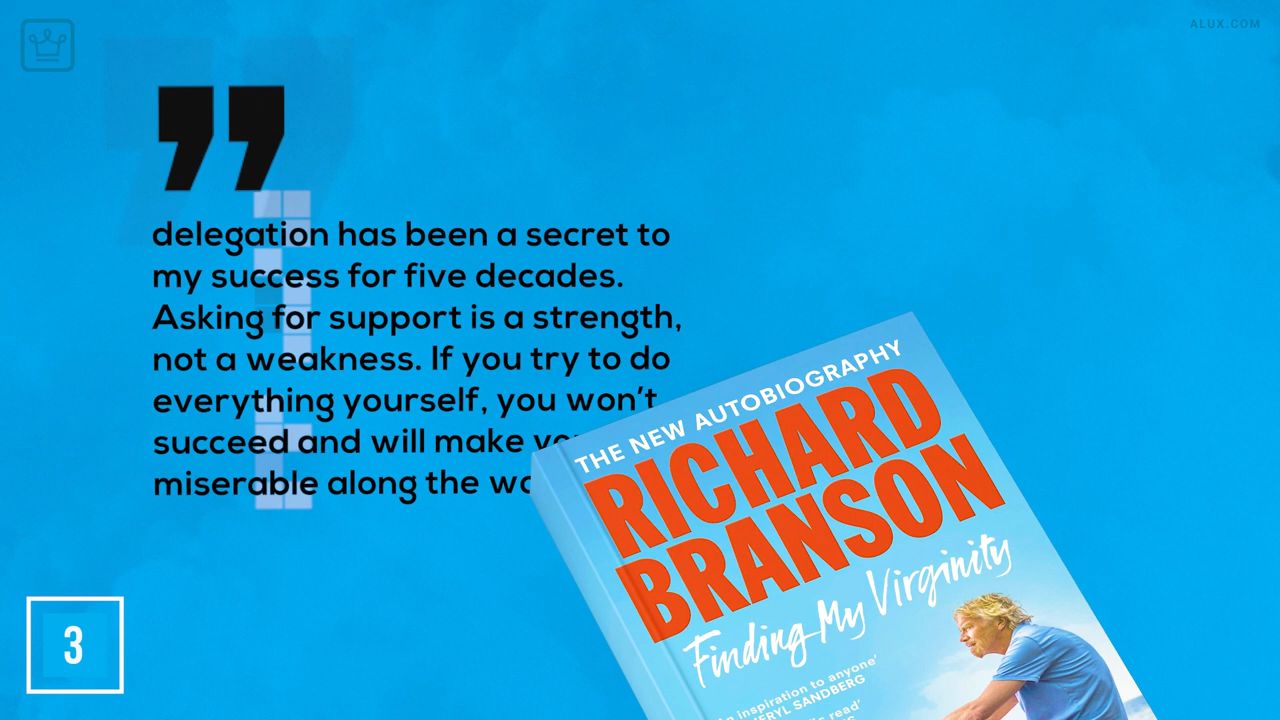 ALUX.COM
”
delegation has been a secret to
my success for five decades.
Asking for support is a strength,
not a weakness. If you try to do
everything yourself, you won't
succeed and will make
miserable along the
THE NEW AUTOBIOGRAPHY
RICHARD
BRANSON
Finding My Virginity
inspiration to anyone'
SANDBERG
read'
3